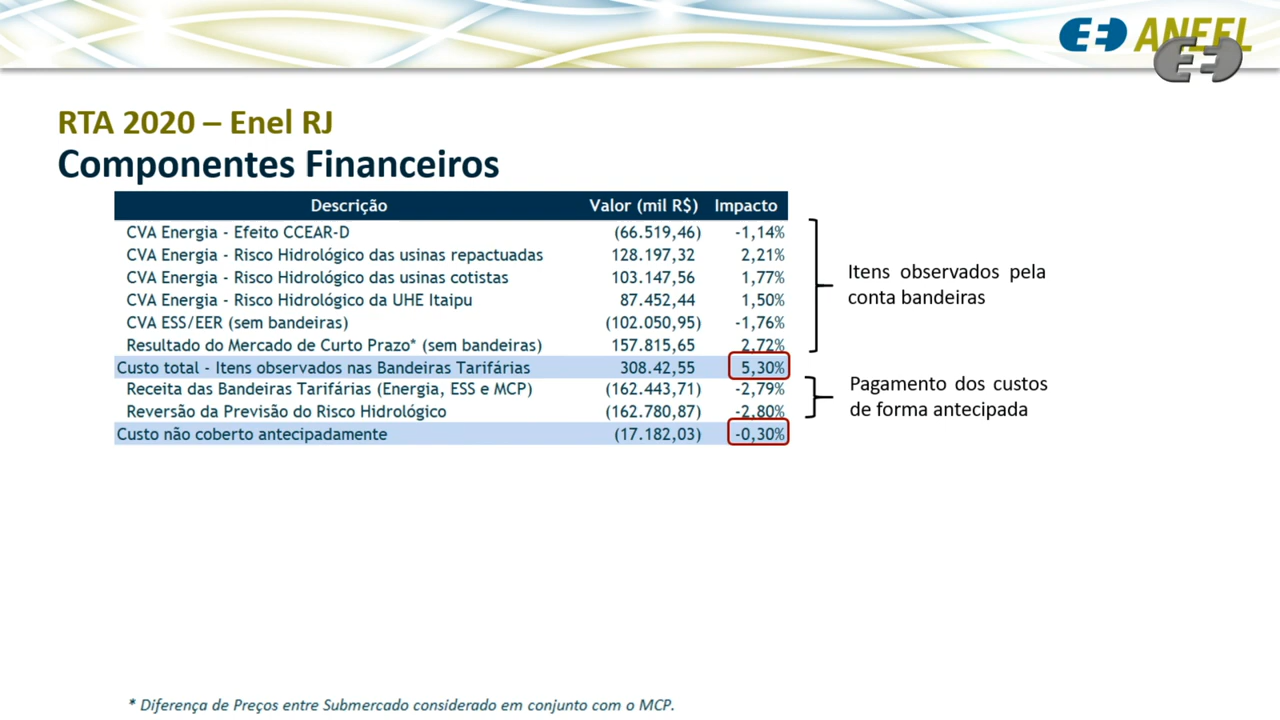 ANEEL
RTA 2020 – Enel RJ
Componentes Financeiros
Descrição Valor (mil R$) Impacto
CVA Energia - Efeito CCEAR-D (66.519,46) -1,14%
CVA Energia - Risco Hidrológico das usinas repactuadas 128.197,32 2,21%
CVA Energia - Risco Hidrológico das usinas cotistas 103.147,56 1,77%
CVA Energia - Risco Hidrológico da UHE Itaipu 87.452,44 1,50%
CVA ESS/EER (sem bandeiras) (102.050,95) -1,76%
Resultado do Mercado de Curto Prazo* (sem bandeiras) 157.815,65 2,72%
Custo total - Itens observados nas Bandeiras Tarifárias 308.42,55 5,30%
Receita das Bandeiras Tarifárias (Energia, ESS e MCP) (162.443,71) -2,79%
Reversão da Previsão do Risco Hidrológico (162.780,87) -2,80%
Custo não coberto antecipadamente (17.182,03) -0,30%
Itens observados pela
conta bandeiras
Pagamento dos custos
de forma antecipada
* Diferença de Preços entre Submercado considerado em conjunto com o MCP.